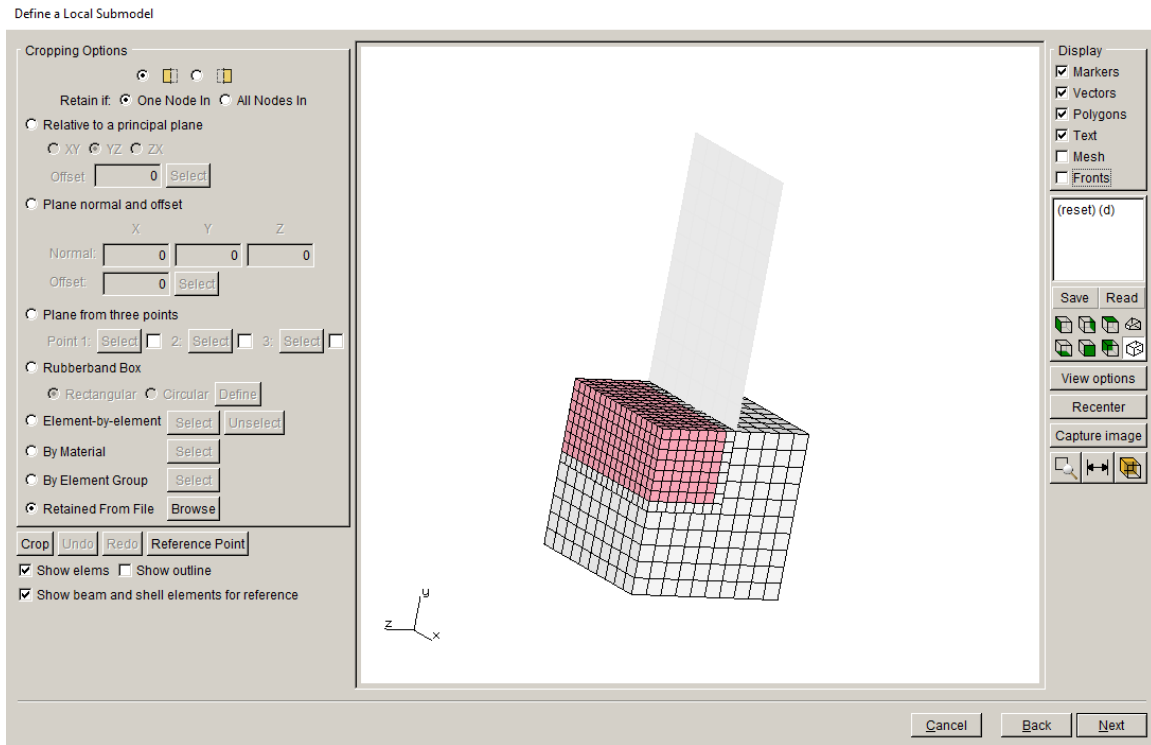 Define a Local Submodel
Cropping Options
Retain if: One Node In All Nodes In
Relative to a principal plane
XY YZ ZX
Offset 0 Select
Plane normal and offset
X Y Z
Normal: 0 0 0
Offset: 0 Select
Plane from three points
Point 1: Select 2: Select 3: Select
Rubberband Box
Rectangular Circular Define
Element-by-element Select Unselect
By Material Select
By Element Group Select
Retained From File Browse
Crop Undo Redo Reference Point
Show elems Show outline
Show beam and shell elements for reference
y
z
x
Display
Markers
Vectors
Polygons
Text
Mesh
Fronts
(reset) (d)
Save Read
View options
Recenter
Capture image
Cancel Back Next